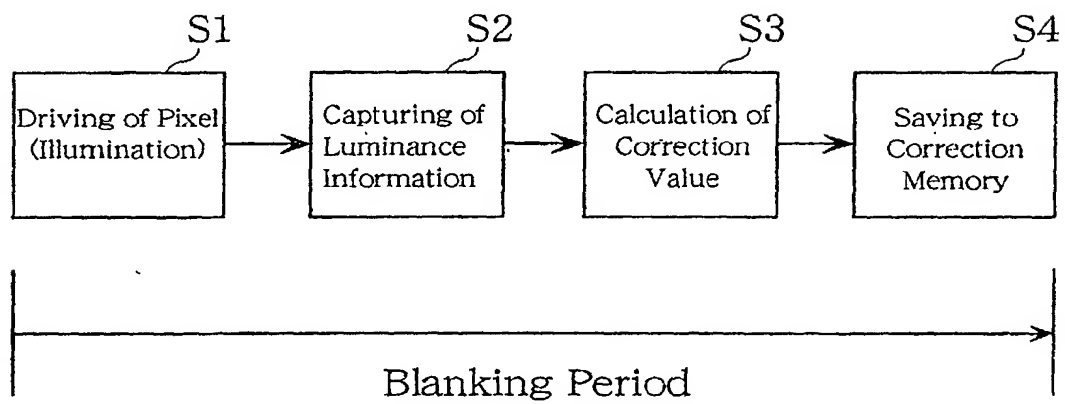 S1
S2
S3
S4
Driving of Pixel
(Illumination)
Capturing of
Luminance
Information
Calculation of
Correction
Value
Saving to
Correction
Memory
Blanking Period